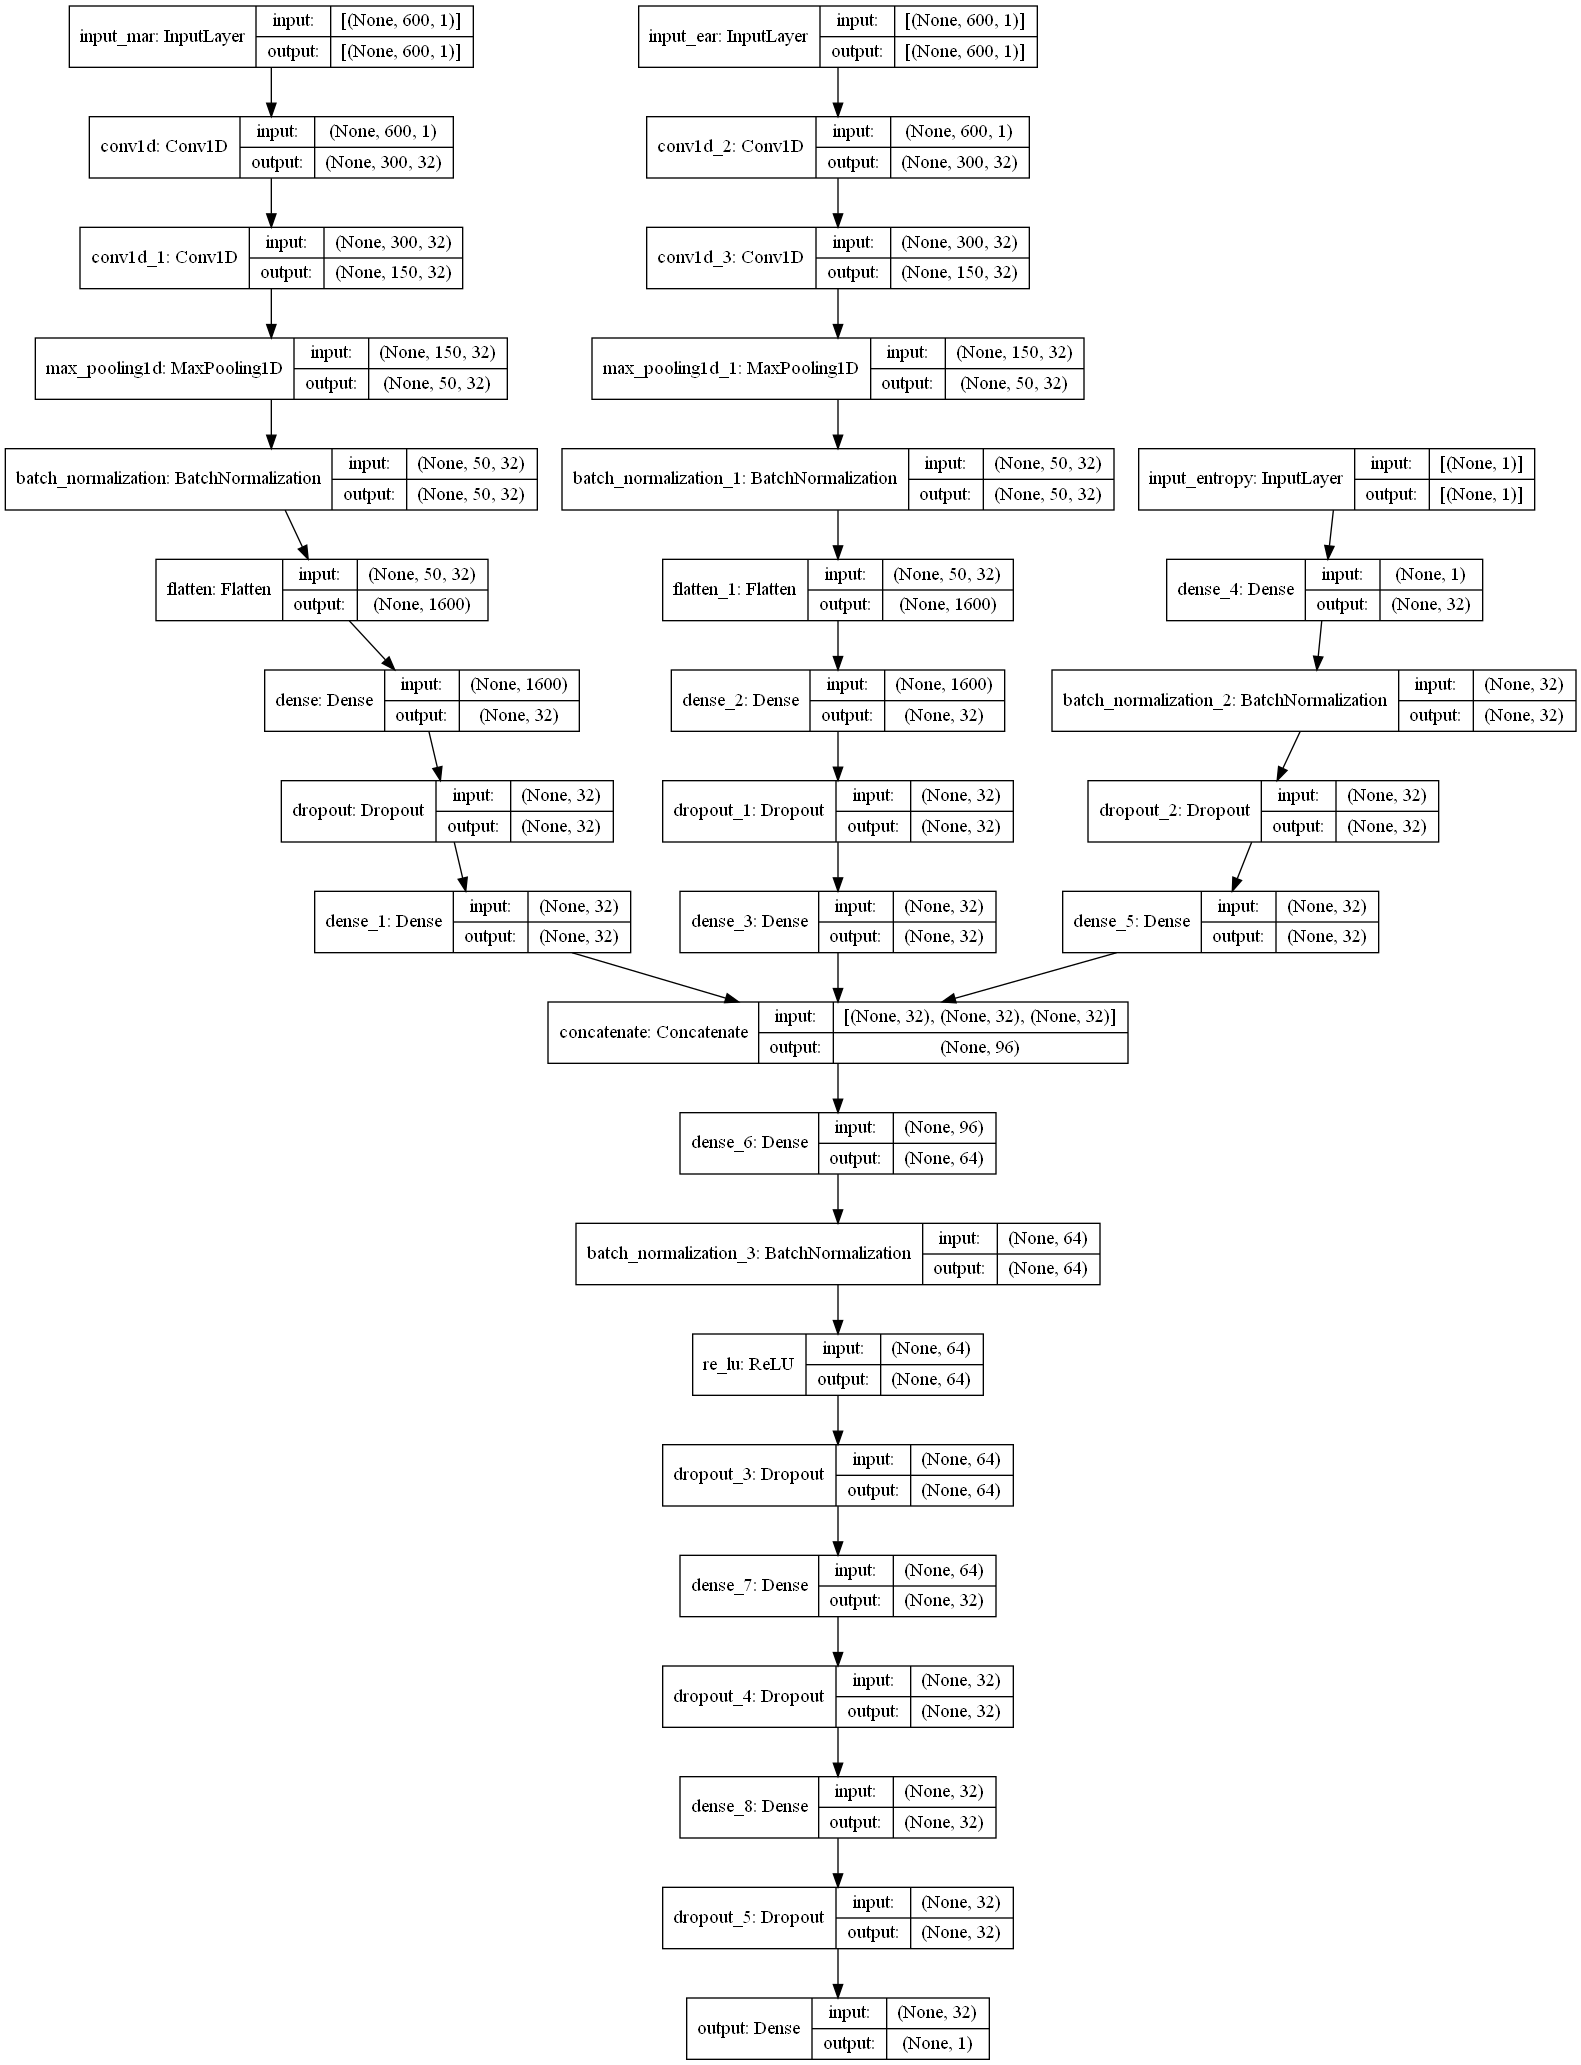 input_mar: InputLayer
input: [(None, 600, 1)]
output: [(None, 600, 1)]
input_ear: InputLayer
input: [(None, 600, 1)]
output: [(None, 600, 1)]
conv1d: Conv1D
input: (None, 600, 1)
output: (None, 300, 32)
conv1d_2: Conv1D
input: (None, 600, 1)
output: (None, 300, 32)
conv1d_1: Conv1D
input: (None, 300, 32)
output: (None, 150, 32)
conv1d_3: Conv1D
input: (None, 300, 32)
output: (None, 150, 32)
max_pooling1d: MaxPooling1D
input: (None, 150, 32)
output: (None, 50, 32)
max_pooling1d_1: MaxPooling1D
input: (None, 150, 32)
output: (None, 50, 32)
batch_normalization: BatchNormalization
input: (None, 50, 32)
output: (None, 50, 32)
batch_normalization_1: BatchNormalization
input: (None, 50, 32)
output: (None, 50, 32)
input_entropy: InputLayer
input: [(None, 1)]
output: [(None, 1)]
flatten: Flatten
input: (None, 50, 32)
output: (None, 1600)
flatten_1: Flatten
input: (None, 50, 32)
output: (None, 1600)
dense_4: Dense
input: (None, 1)
output: (None, 32)
dense: Dense
input: (None, 1600)
output: (None, 32)
dense_2: Dense
input: (None, 1600)
output: (None, 32)
batch_normalization_2: BatchNormalization
input: (None, 32)
output: (None, 32)
dropout: Dropout
input: (None, 32)
output: (None, 32)
dropout_1: Dropout
input: (None, 32)
output: (None, 32)
dropout_2: Dropout
input: (None, 32)
output: (None, 32)
dense_1: Dense
input: (None, 32)
output: (None, 32)
dense_3: Dense
input: (None, 32)
output: (None, 32)
dense_5: Dense
input: (None, 32)
output: (None, 32)
concatenate: Concatenate
input: [(None, 32), (None, 32), (None, 32)]
output: (None, 96)
dense_6: Dense
input: (None, 96)
output: (None, 64)
batch_normalization_3: BatchNormalization
input: (None, 64)
output: (None, 64)
re_lu: ReLU
input: (None, 64)
output: (None, 64)
dropout_3: Dropout
input: (None, 64)
output: (None, 64)
dense_7: Dense
input: (None, 64)
output: (None, 32)
dropout_4: Dropout
input: (None, 32)
output: (None, 32)
dense_8: Dense
input: (None, 32)
output: (None, 32)
dropout_5: Dropout
input: (None, 32)
output: (None, 32)
output: Dense
input: (None, 32)
output: (None, 1)